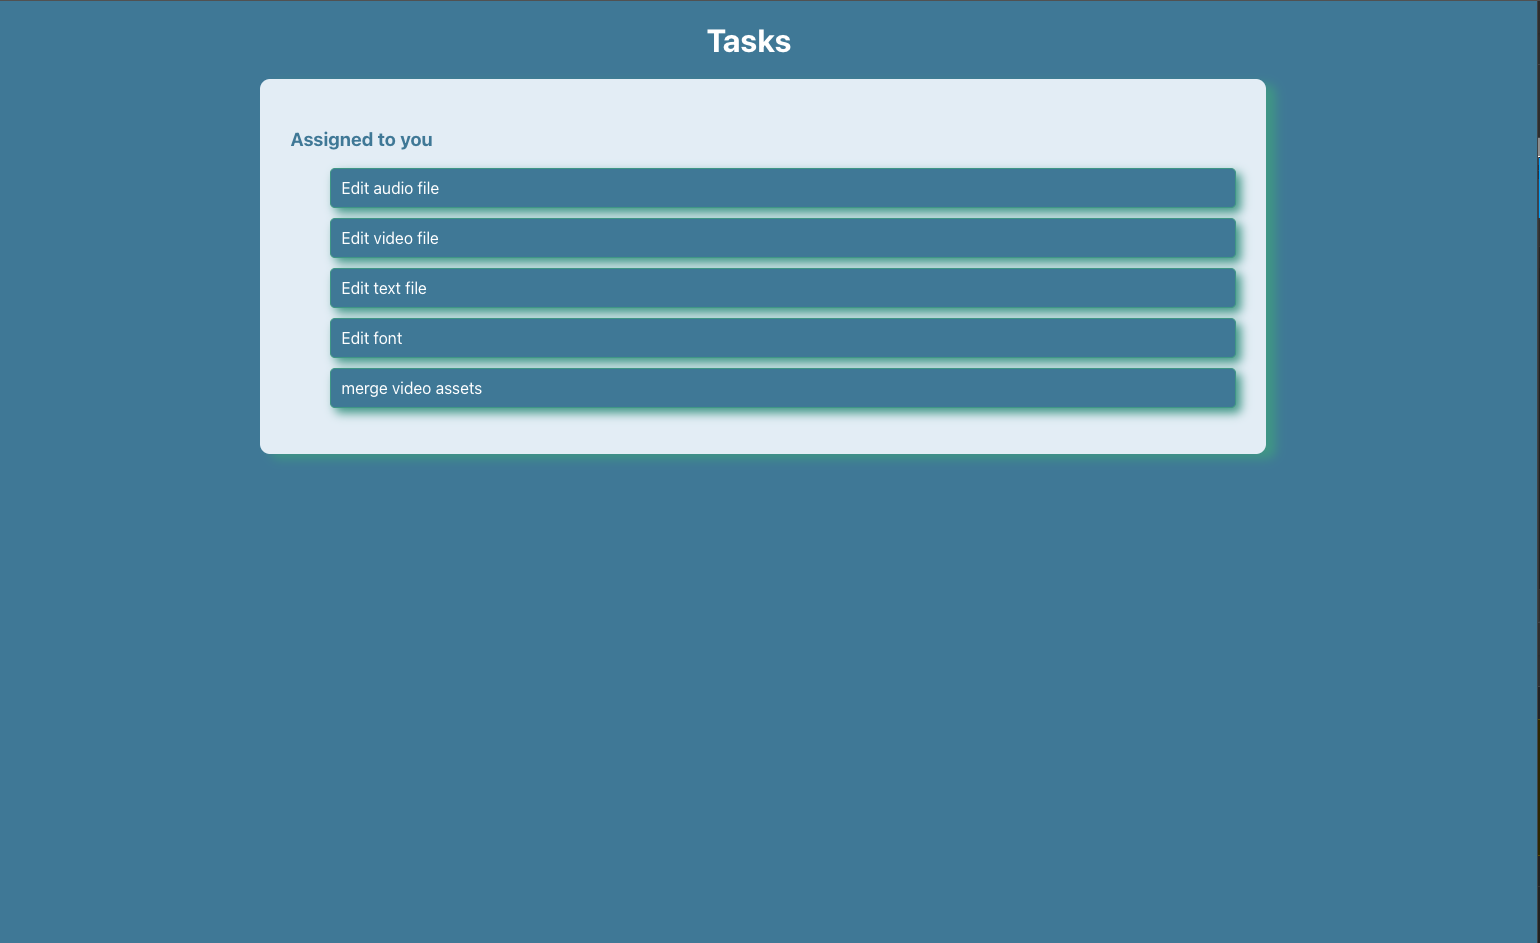 Tasks
Assigned to you
Edit audio file
Edit video file
Edit text file
Edit font
merge video assets